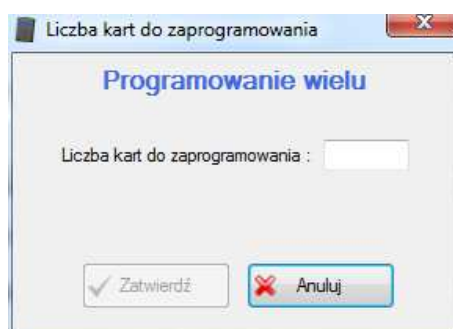 Liczba kart do zaprogramowania
Programowanie wielu
Liczba kart do zaprogramowania :
Zatwierdź
Anuluj